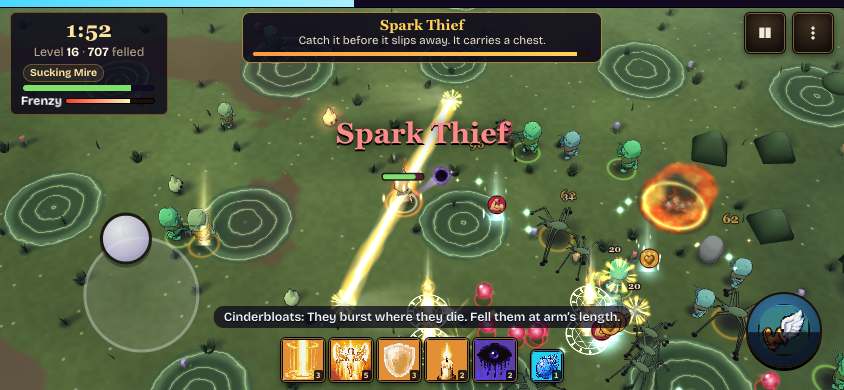 1:52
Level 16 · 707 felled
Sucking Mire
Frenzy
Spark Thief
Catch it before it slips away. It carries a chest.
Spark Thief
62
20
20
Cinderbloats: They burst where they die. Fell them at arm's length.
3
5
3
2
2
1